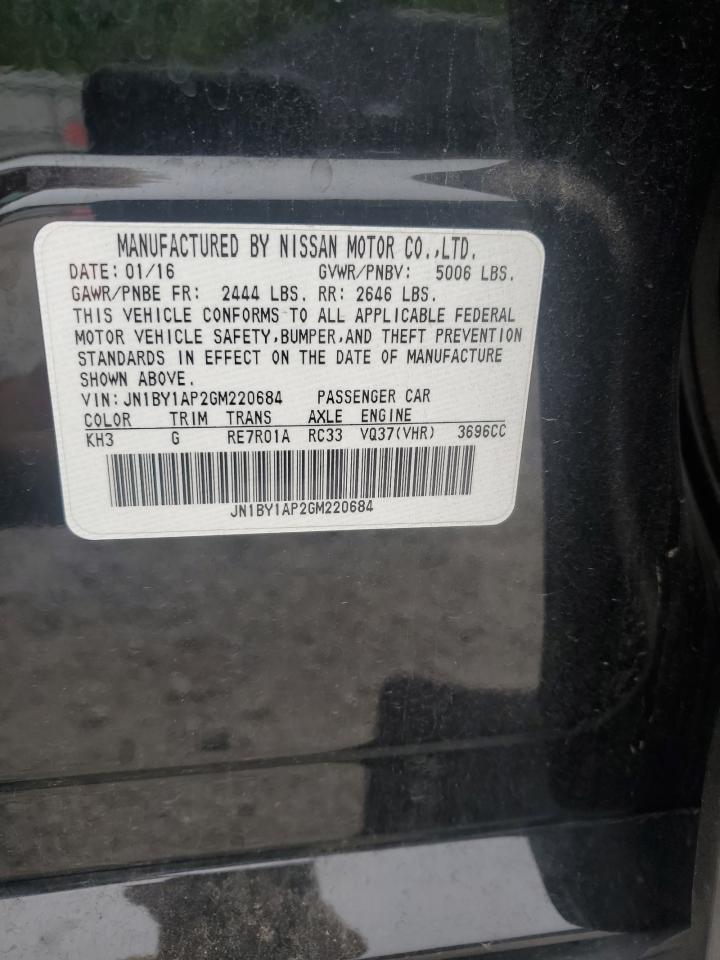 MANUFACTURED BY NISSAN MOTOR CO.,LTD.
DATE: 01/16 GVWR/PNBV: 5006 LBS.
GAWR/PNBE FR: 2444 LBS. RR: 2646 LBS.
THIS VEHICLE CONFORMS TO ALL APPLICABLE FEDERAL
MOTOR VEHICLE SAFETY,BUMPER,AND THEFT PREVENTION
STANDARDS IN EFFECT ON THE DATE OF MANUFACTURE
SHOWN ABOVE.
VIN: JN1BY1AP2GM220684 PASSENGER CAR
COLOR TRIM TRANS AXLE ENGINE
KH3 G RE7R01A RC33 VQ37(VHR) 3696CC
JN1BY1AP2GM220684